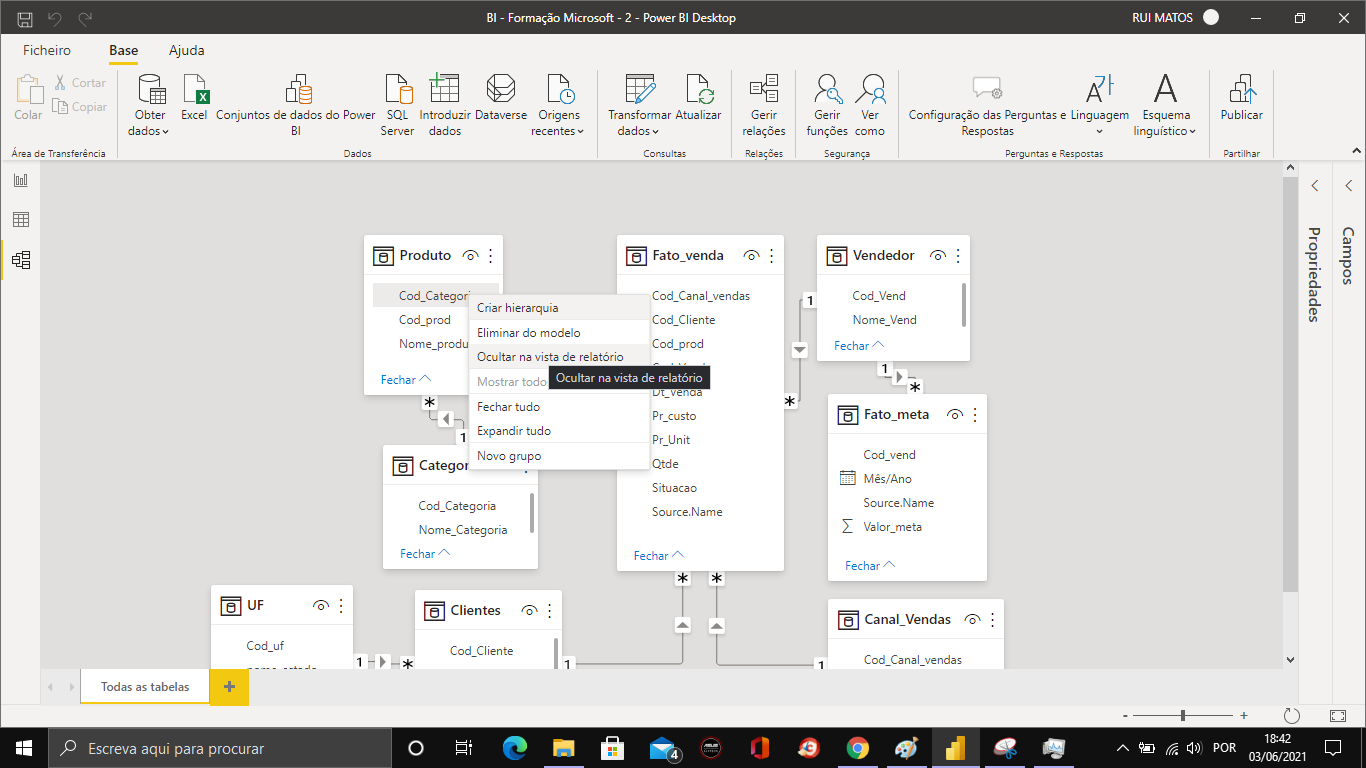 BI - Formação Microsoft - 2 - Power BI Desktop
RUI MATOS
Ficheiro
Base
Ajuda
Colar
Cortar
Copiar
Área de Transferência
Obter
dados
Excel
Conjuntos de dados do Power
BI
SQL
Server
Introduzir
dados
Dataverse
Origens
recentes
Dados
Transformar
dados
Atualizar
Consultas
Gerir
relações
Relações
Gerir
funções
Ver
como
Segurança
Configuração das Perguntas e
Respostas
Linguagem
Esquema
linguístico
Perguntas e Respostas
Publicar
Partilhar
Propriedades
Campos
Produto
Cod_Categori
Cod_prod
Nome_produ
Fechar
Criar hierarquia
Eliminar do modelo
Ocultar na vista de relatório
Mostrar todo
Ocultar na vista de relatório
Fechar tudo
Expandir tudo
Novo grupo
Fato_venda
Cod_Canal_vendas
Cod_Cliente
Cod_prod
Dt_venda
Pr_custo
Pr_Unit
Qtde
Situacao
Source.Name
Fechar
Vendedor
Cod_Vend
Nome_Vend
Fechar
1
*
1
*
Fato_meta
Cod_vend
Mês/Ano
Source.Name
Valor_meta
Fechar
*
1
Categor
Cod_Categoria
Nome_Categoria
Fechar
UF
Cod_uf
1
*
Clientes
Cod_Cliente
1
*
*
1
Canal_Vendas
Cod_Canal_vendas
Todas as tabelas
+
-
+
Escreva aqui para procurar
4
POR
18:42
03/06/2021